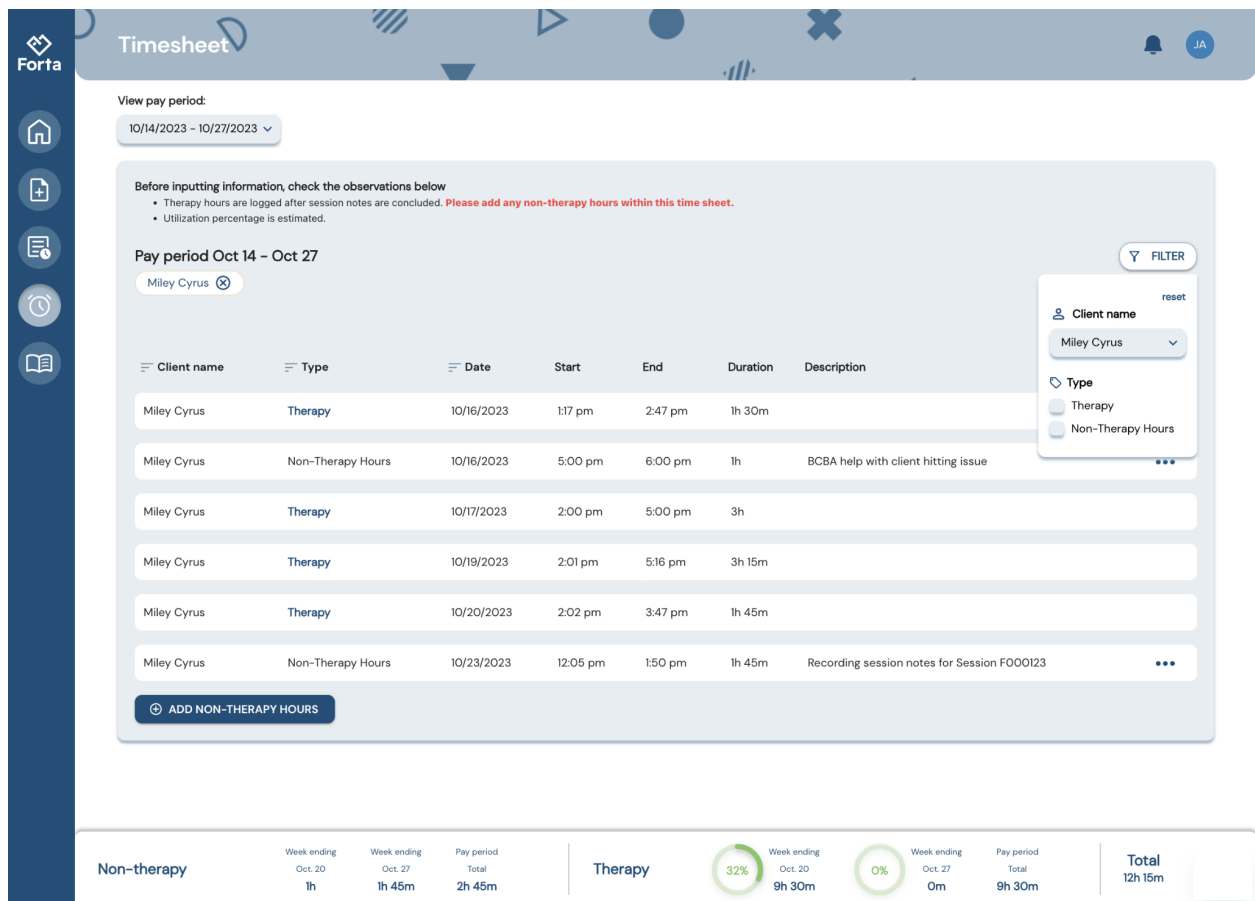 Forta
Timesheet
JA
View pay period:
10/14/2023 - 10/27/2023
Before inputting information, check the observations below
• Therapy hours are logged after session notes are concluded. Please add any non-therapy hours within this time sheet.
• Utilization percentage is estimated.
Pay period Oct 14 - Oct 27
FILTER
Miley Cyrus
reset
Client name
Miley Cyrus
Type
Therapy
Non-Therapy Hours
Client name Type Date Start End Duration Description
Miley Cyrus Therapy 10/16/2023 1:17 pm 2:47 pm 1h 30m
Miley Cyrus Non-Therapy Hours 10/16/2023 5:00 pm 6:00 pm 1h BCBA help with client hitting issue
Miley Cyrus Therapy 10/17/2023 2:00 pm 5:00 pm 3h
Miley Cyrus Therapy 10/19/2023 2:01 pm 5:16 pm 3h 15m
Miley Cyrus Therapy 10/20/2023 2:02 pm 3:47 pm 1h 45m
Miley Cyrus Non-Therapy Hours 10/23/2023 12:05 pm 1:50 pm 1h 45m Recording session notes for Session F000123
ADD NON-THERAPY HOURS
Non-therapy
Week ending
Oct. 20
1h
Week ending
Oct. 27
1h 45m
Pay period
Total
2h 45m
Therapy
32%
Week ending
Oct. 20
9h 30m
0%
Week ending
Oct. 27
0m
Pay period
Total
9h 30m
Total
12h 15m